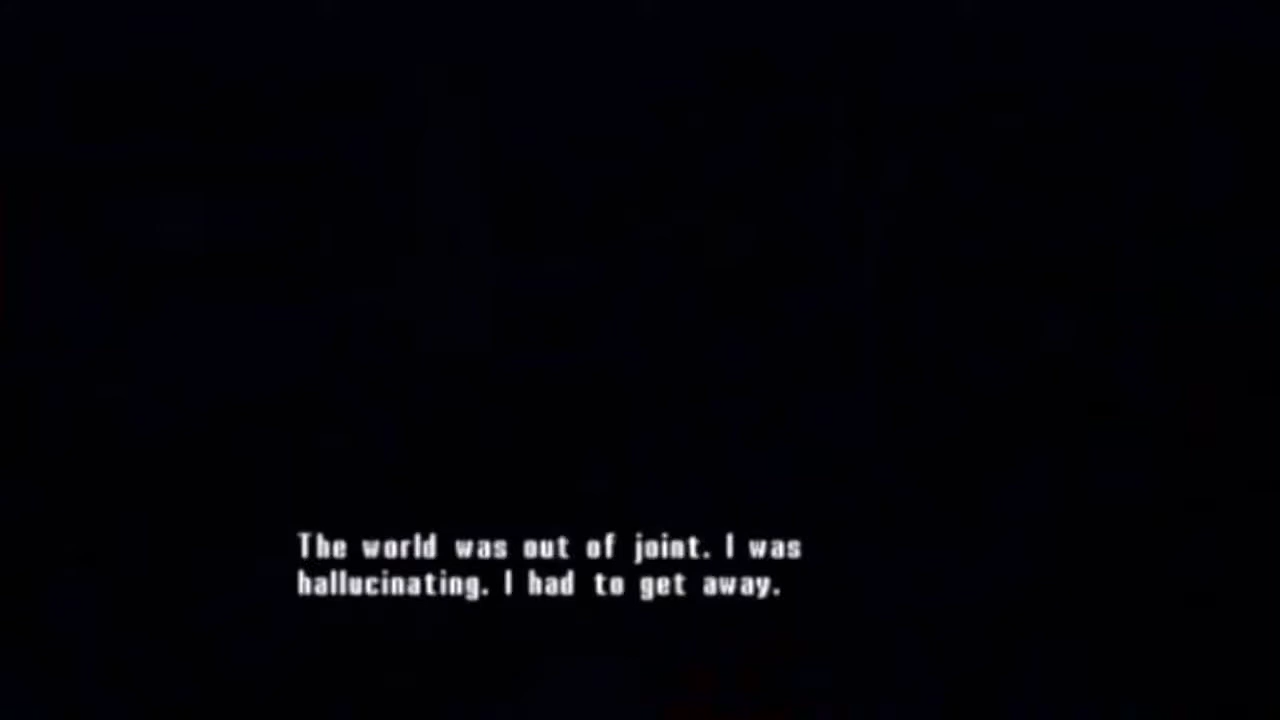 The world was out of joint. I was
hallucinating. I had to get away.